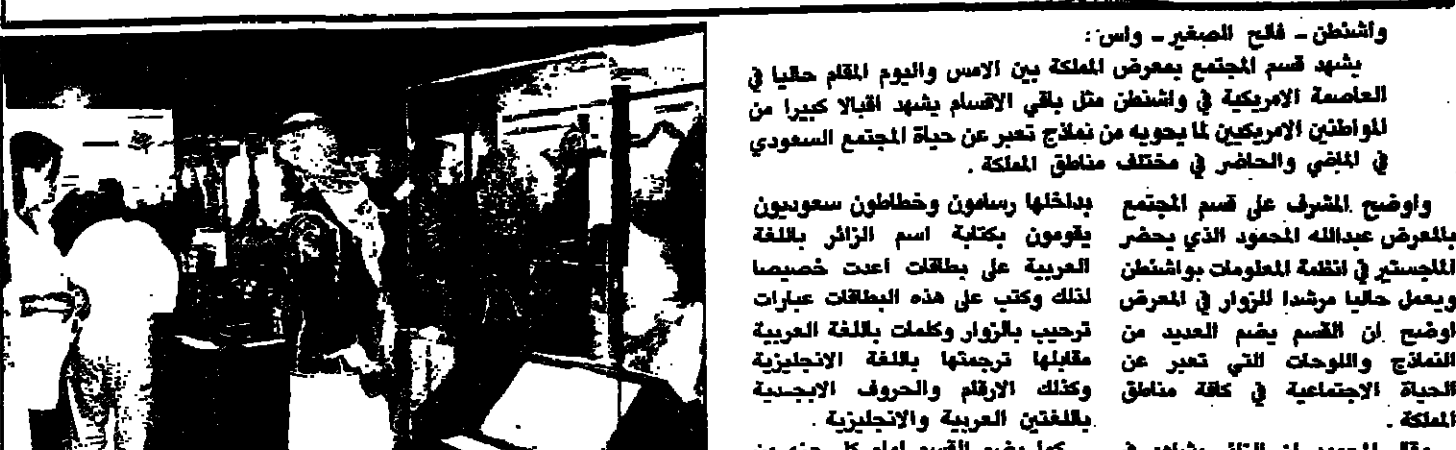 واشنطن - فالح الصغير - واس :
يشهد قسم المجتمع بمعرض المملكة بين الامس واليوم المقام حاليا في
العاصمة الامريكية في واشنطن مثل باقي الاقسام يشهد اقبالا كبيرا من
المواطنين الامريكيين لما يحويه من نماذج تعبر عن حياة المجتمع السعودي
في الماضي والحاضر في مختلف مناطق المملكة .
واوضح المشرف على قسم المجتمع
بالمعرض عبدالله المحمود الذي يحضر
الماجستير في انظمة المعلومات بواشنطن
ويعمل حاليا مرشدا للزوار في المعرض
اوضح ان القسم يضم العديد من
النماذج واللوحات التي تعبر عن
الحياة الاجتماعية في كافة مناطق
المملكة .
بداخلها رسامون وخطاطون سعوديون
يقومون بكتابة اسم الزائر باللغة
العربية على بطاقات اعدت خصيصا
لذلك وكتب على هذه البطاقات عبارات
ترحيب بالزوار وكلمات باللغة العربية
مقابلها ترجمتها باللغة الانجليزية
وكذلك الارقام والحروف الابجدية
باللغتين العربية والانجليزية .